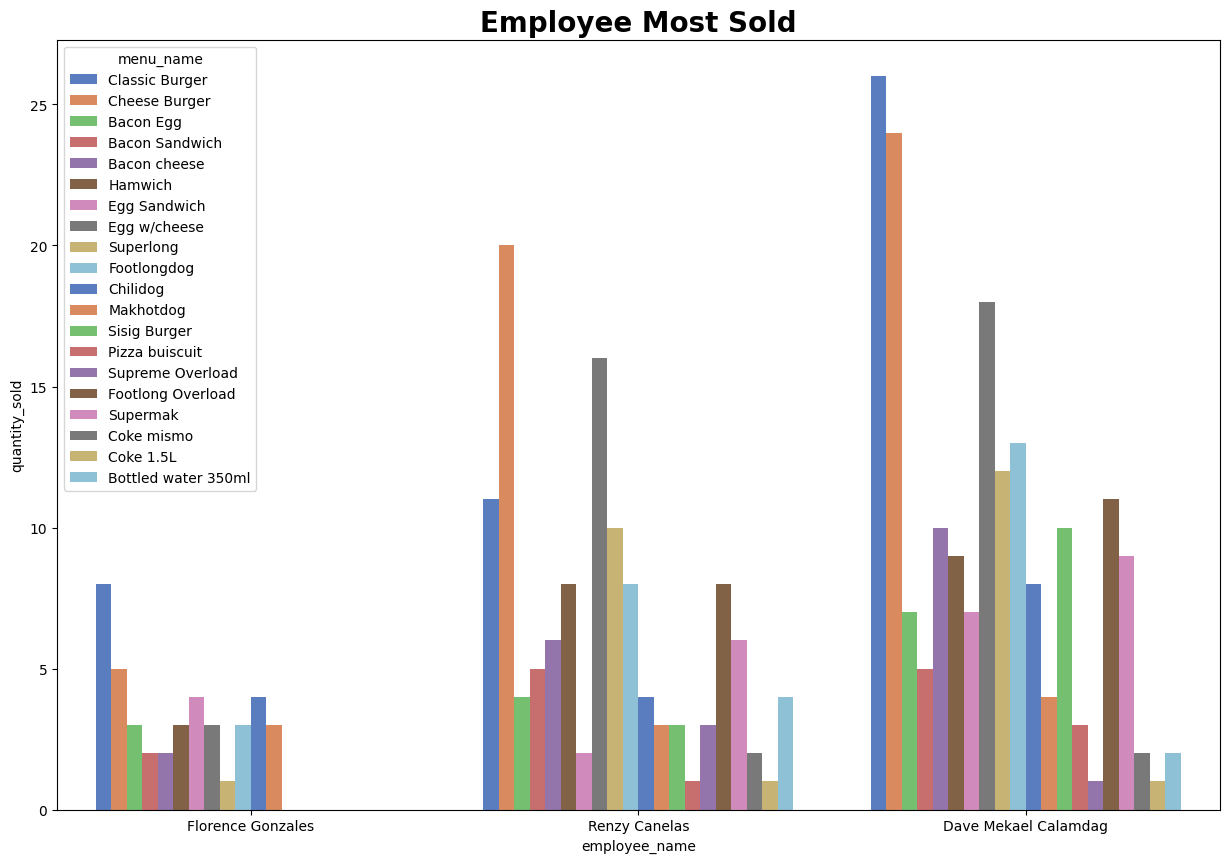 Employee Most Sold
menu_name
Classic Burger
Cheese Burger
Bacon Egg
Bacon Sandwich
Bacon cheese
Hamwich
Egg Sandwich
Egg w/cheese
Superlong
Footlongdog
Chilidog
Makhotdog
Sisig Burger
Pizza buiscuit
Supreme Overload
Footlong Overload
Supermak
Coke mismo
Coke 1.5L
Bottled water 350ml
quantity_sold
25
20
15
10
5
0
Florence Gonzales
Renzy Canelas
Dave Mekael Calamdag
employee_name